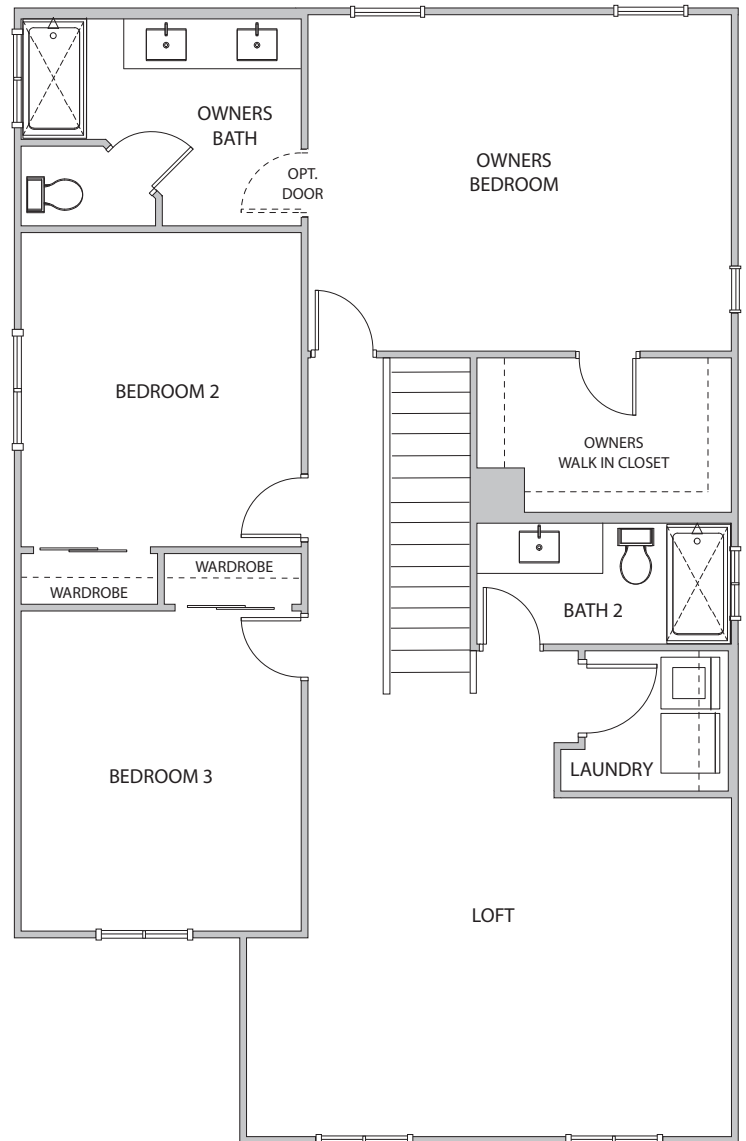 OWNERS
BATH
OPT.
DOOR
OWNERS
BEDROOM
BEDROOM 2
OWNERS
WALK IN CLOSET
WARDROBE
WARDROBE
BATH 2
BEDROOM 3
LAUNDRY
LOFT